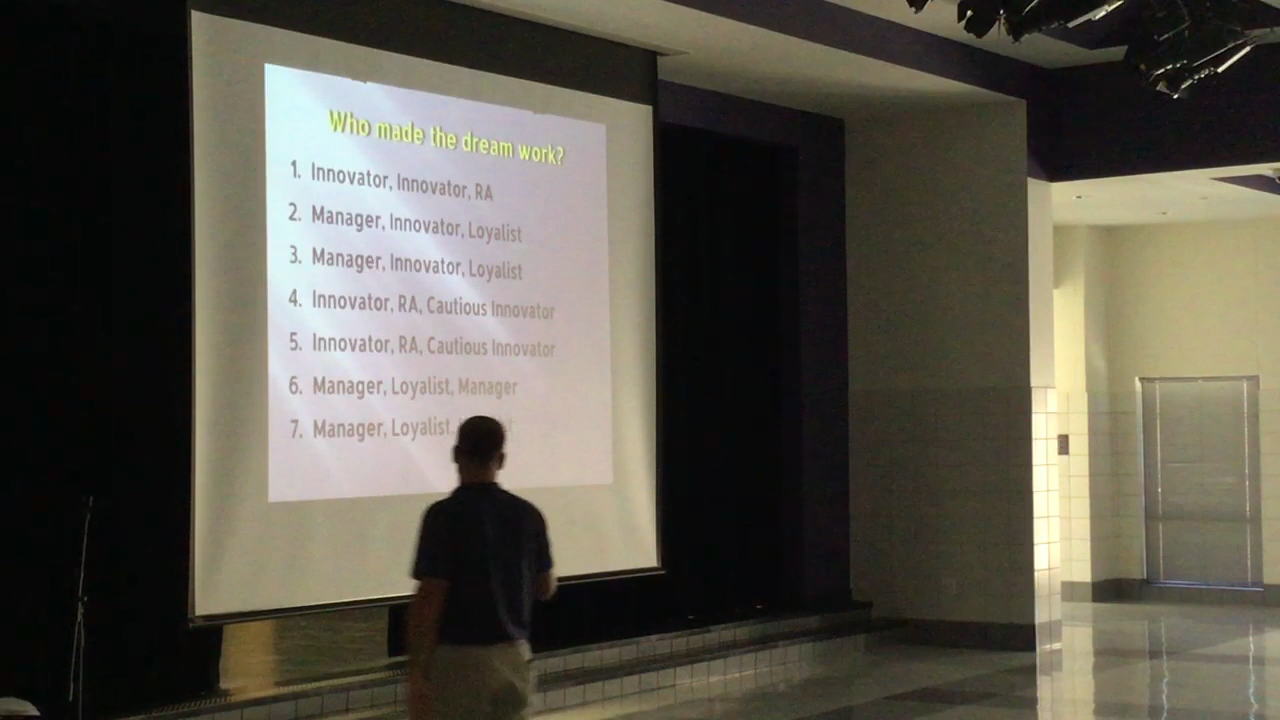 Who made the dream work?
1. Innovator, Innovator, RA
2. Manager, Innovator, Loyalist
3. Manager, Innovator, Loyalist
4. Innovator, RA, Cautious Innovator
5. Innovator, RA, Cautious Innovator
6. Manager, Loyalist, Manager
7. Manager, Loyalist,